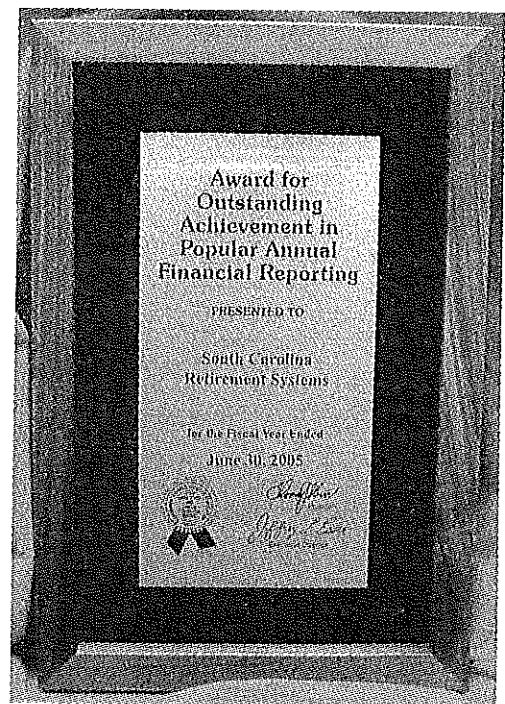 Award for
Outstanding
Achievement in
Popular Annual
Financial Reporting
PRESENTED TO
South Carolina
Retirement Systems
for the Fiscal Year Ended
June 30, 2005